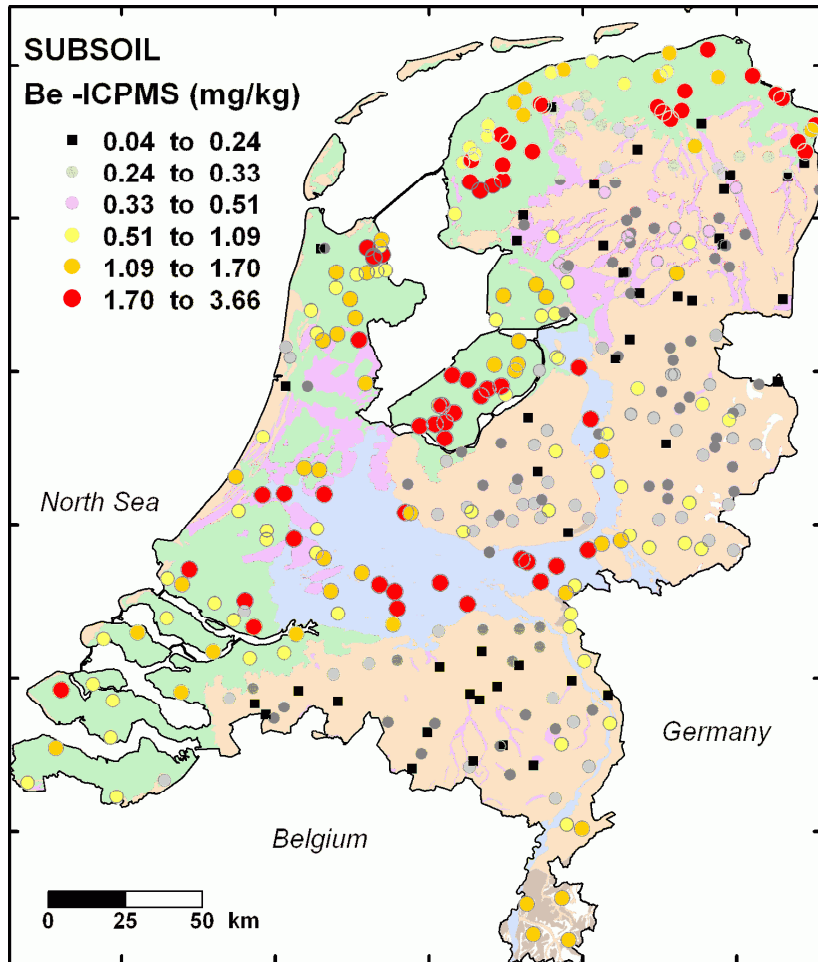 SUBSOIL
Be -ICPMS (mg/kg)
0.04 to 0.24
0.24 to 0.33
0.33 to 0.51
0.51 to 1.09
1.09 to 1.70
1.70 to 3.66
North Sea
Germany
Belgium
0 25 50 km